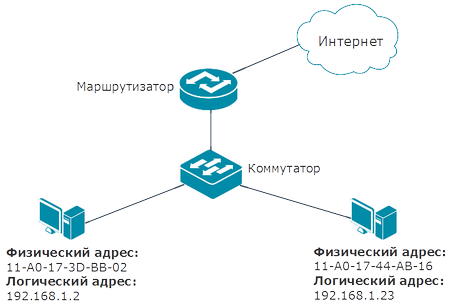 Интернет
Маршрутизатор
Коммутатор
Физический адрес:
11-A0-17-3D-BB-02
Логический адрес:
192.168.1.2
Физический адрес:
11-A0-17-44-AB-16
Логический адрес:
192.168.1.23